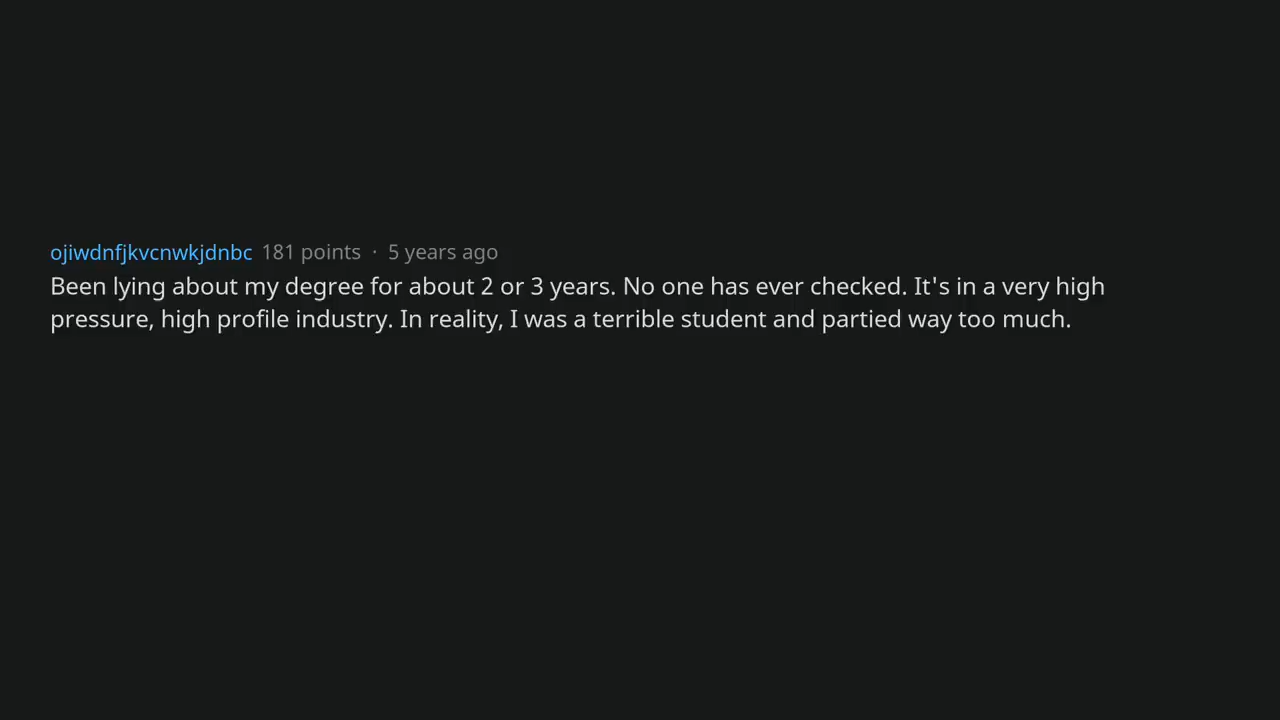 ojiwdnfjkvcnwkjdnbc 181 points · 5 years ago
Been lying about my degree for about 2 or 3 years. No one has ever checked. It's in a very high
pressure, high profile industry. In reality, I was a terrible student and partied way too much.